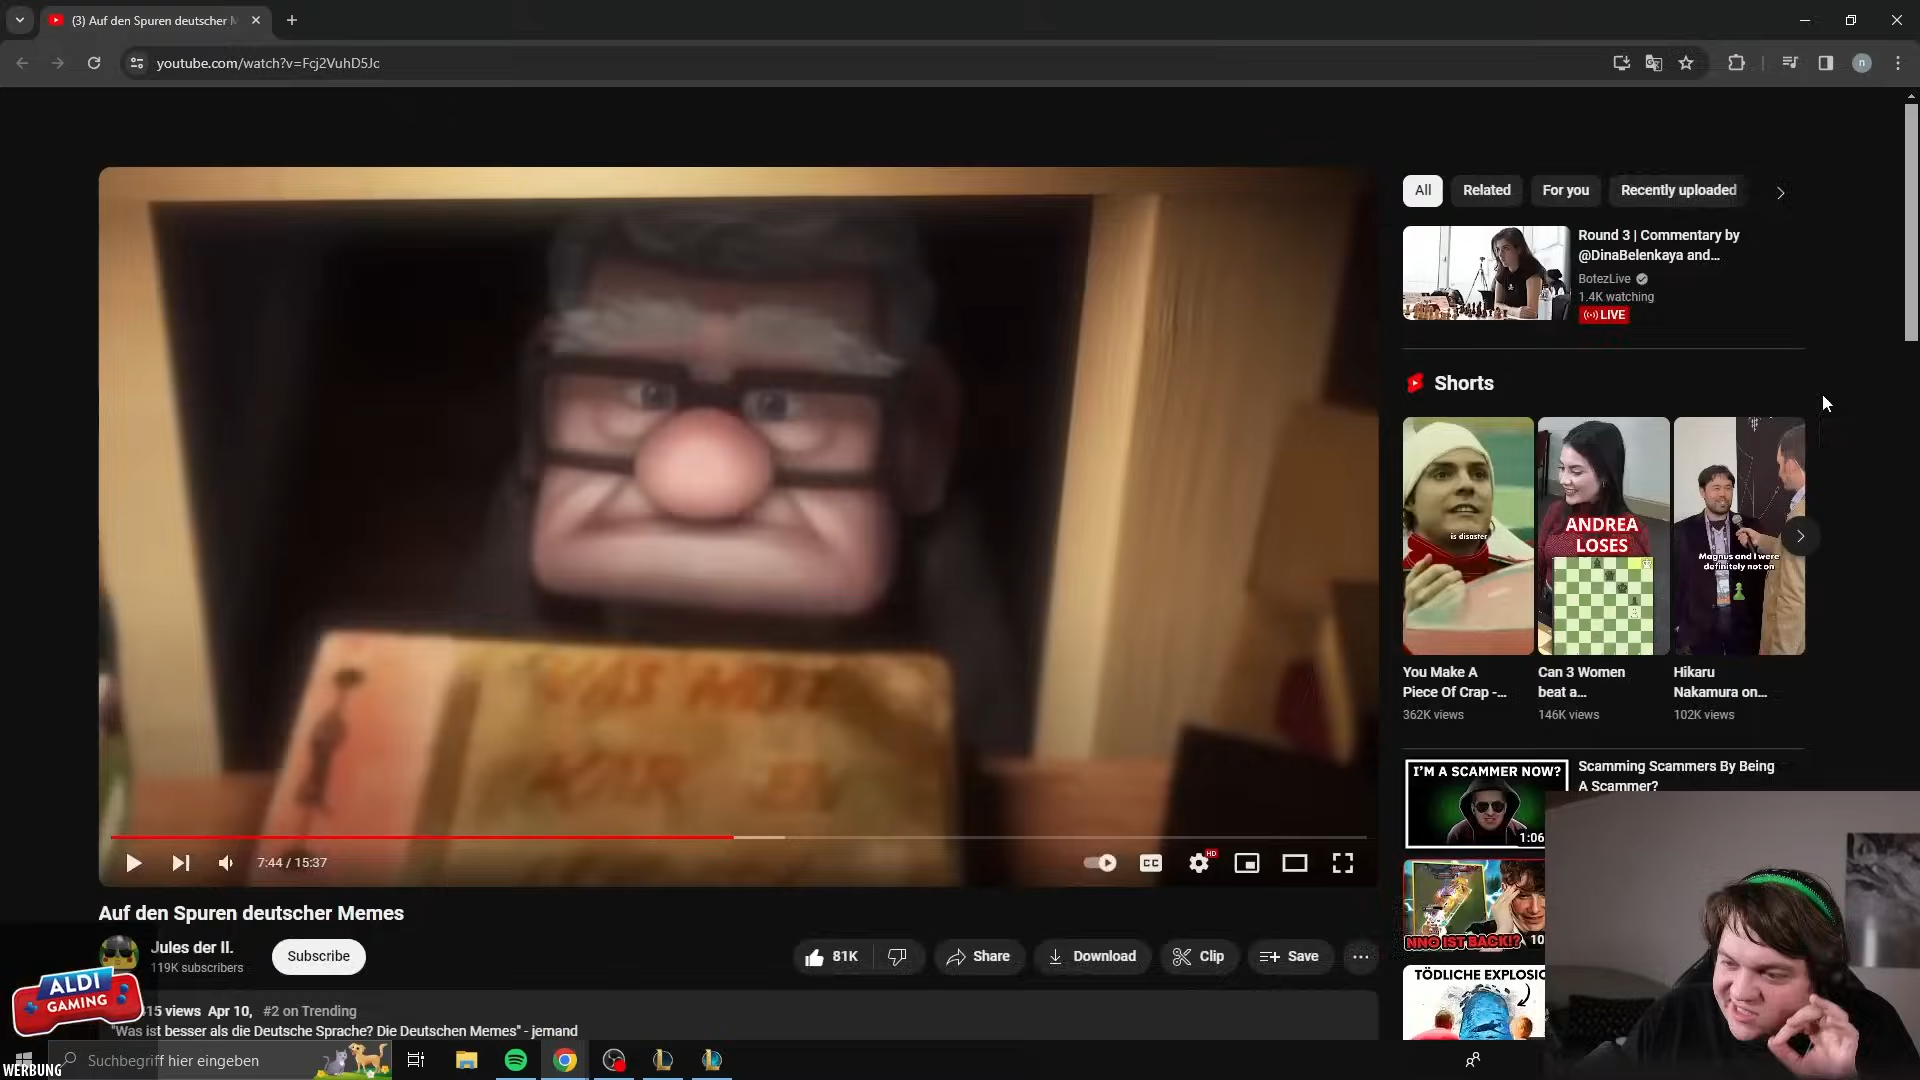 (3) Auf den Spuren deutscher
youtube.com/watch?v=Fcj2VuhD5Jc
n
All
Related
For you
Recently uploaded
Round 3 | Commentary by
@DinaBelenkaya and...
BotezLive
1.4K watching
LIVE
Shorts
is disaster
ANDREA
LOSES
Magnus and I were
definitely not on
You Make A
Piece Of Crap -...
362K views
Can 3 Women
beat a...
146K views
Hikaru
Nakamura on...
102K views
I'M A SCAMMER NOW?
1:06
Scamming Scammers By Being
A Scammer?
NNO IST BACK!?
10
TÖDLICHE EXPLOSIO
7:44 / 15:37
CC
HD
Auf den Spuren deutscher Memes
Jules der II.
119K subscribers
Subscribe
81K
Share
Download
Clip
Save
ALDI
GAMING
415 views Apr 10, #2 on Trending
"Was ist besser als die Deutsche Sprache? Die Deutschen Memes" - jemand
Suchbegriff hier eingeben
WERBUNG